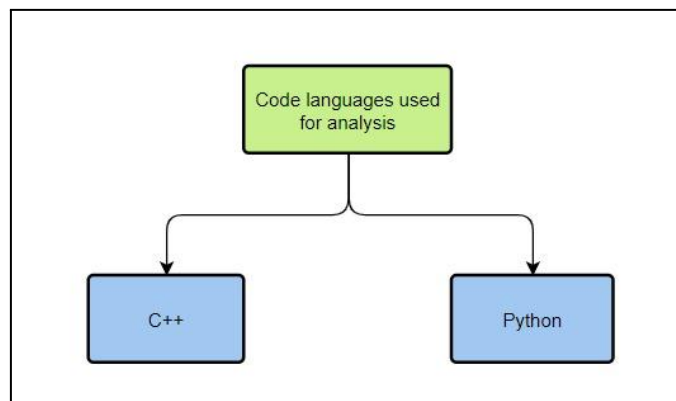 Code languages used
for analysis
C++
Python